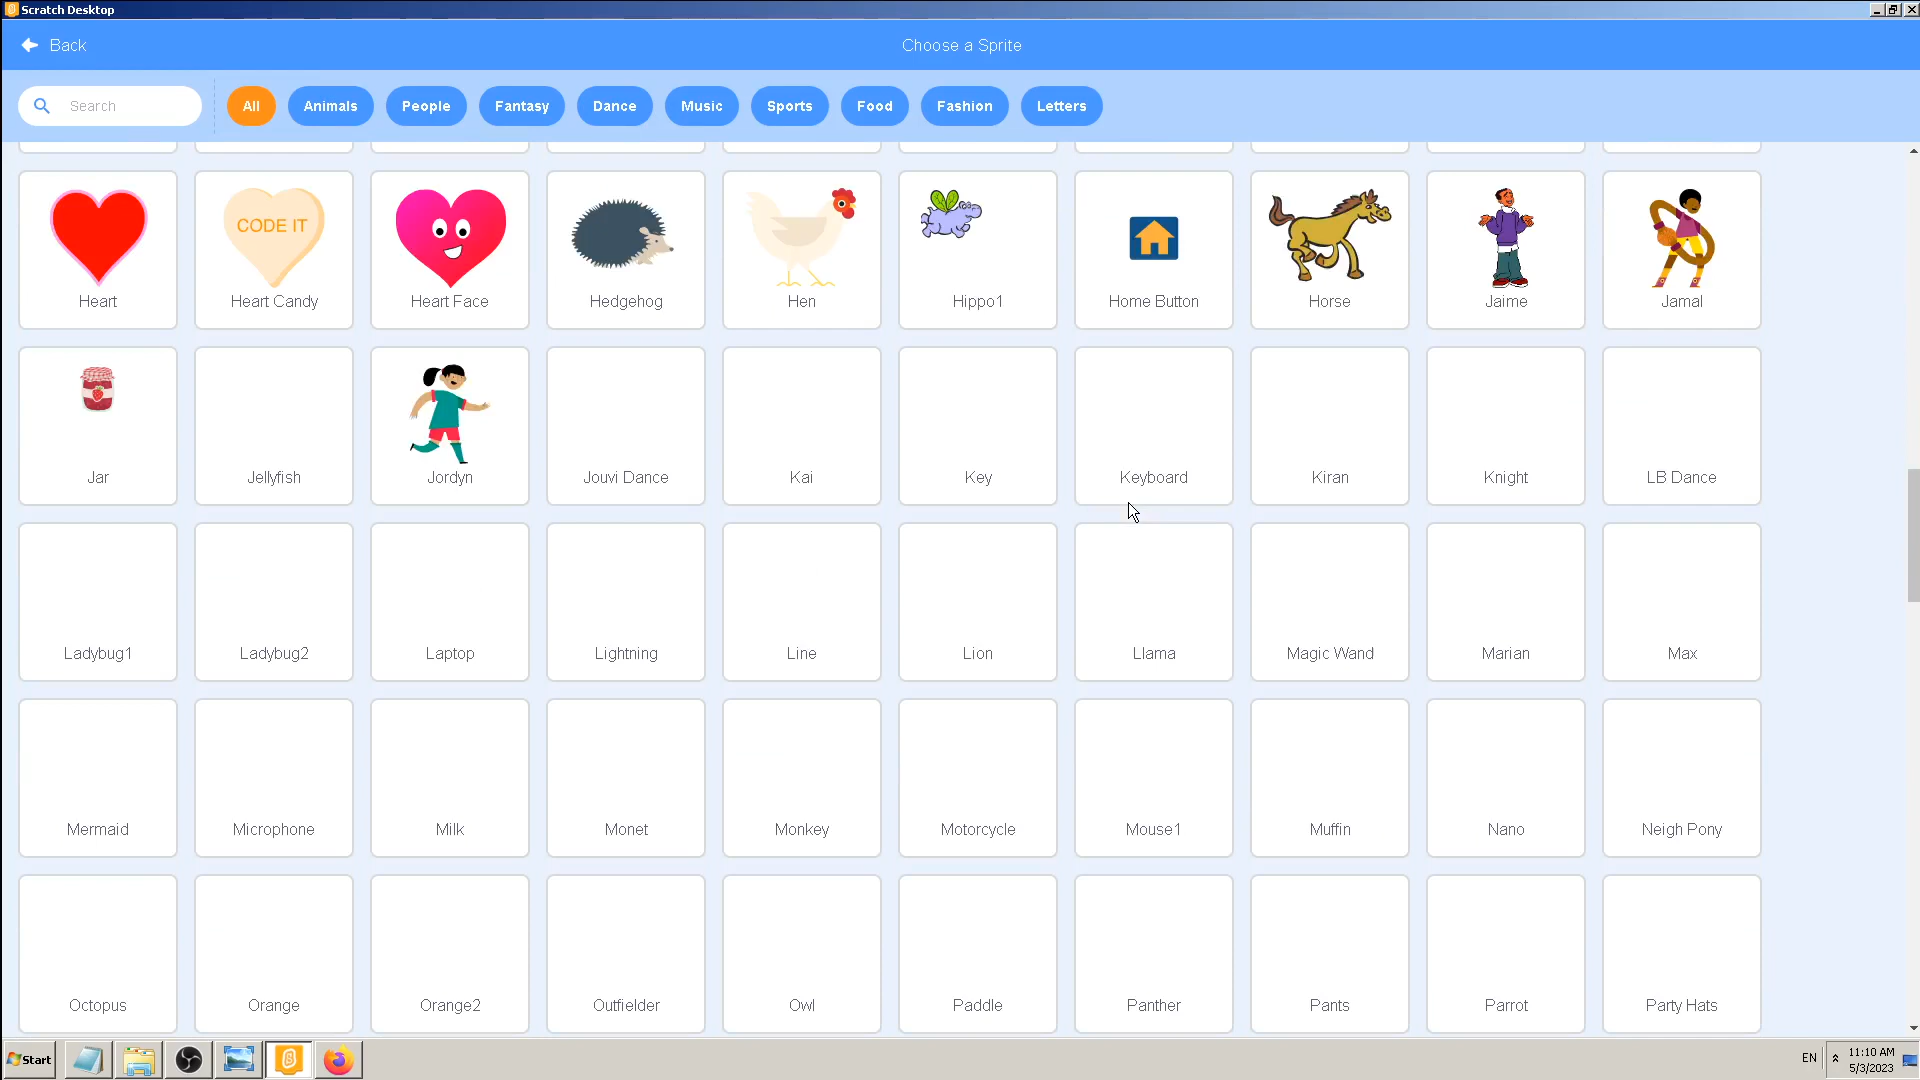 Scratch Desktop
Back
Choose a Sprite
Search
All
Animals
People
Fantasy
Dance
Music
Sports
Food
Fashion
Letters
CODE IT
Heart
Heart Candy
Heart Face
Hedgehog
Hen
Hippo1
Home Button
Horse
Jaime
Jamal
Jar
Jellyfish
Jordyn
Jouvi Dance
Kai
Key
Keyboard
Kiran
Knight
LB Dance
Ladybug1
Ladybug2
Laptop
Lightning
Line
Lion
Llama
Magic Wand
Marian
Max
Mermaid
Microphone
Milk
Monet
Monkey
Motorcycle
Mouse1
Muffin
Nano
Neigh Pony
Octopus
Orange
Orange2
Outfielder
Owl
Paddle
Panther
Pants
Parrot
Party Hats
Start
EN
11:10 AM
5/3/2023